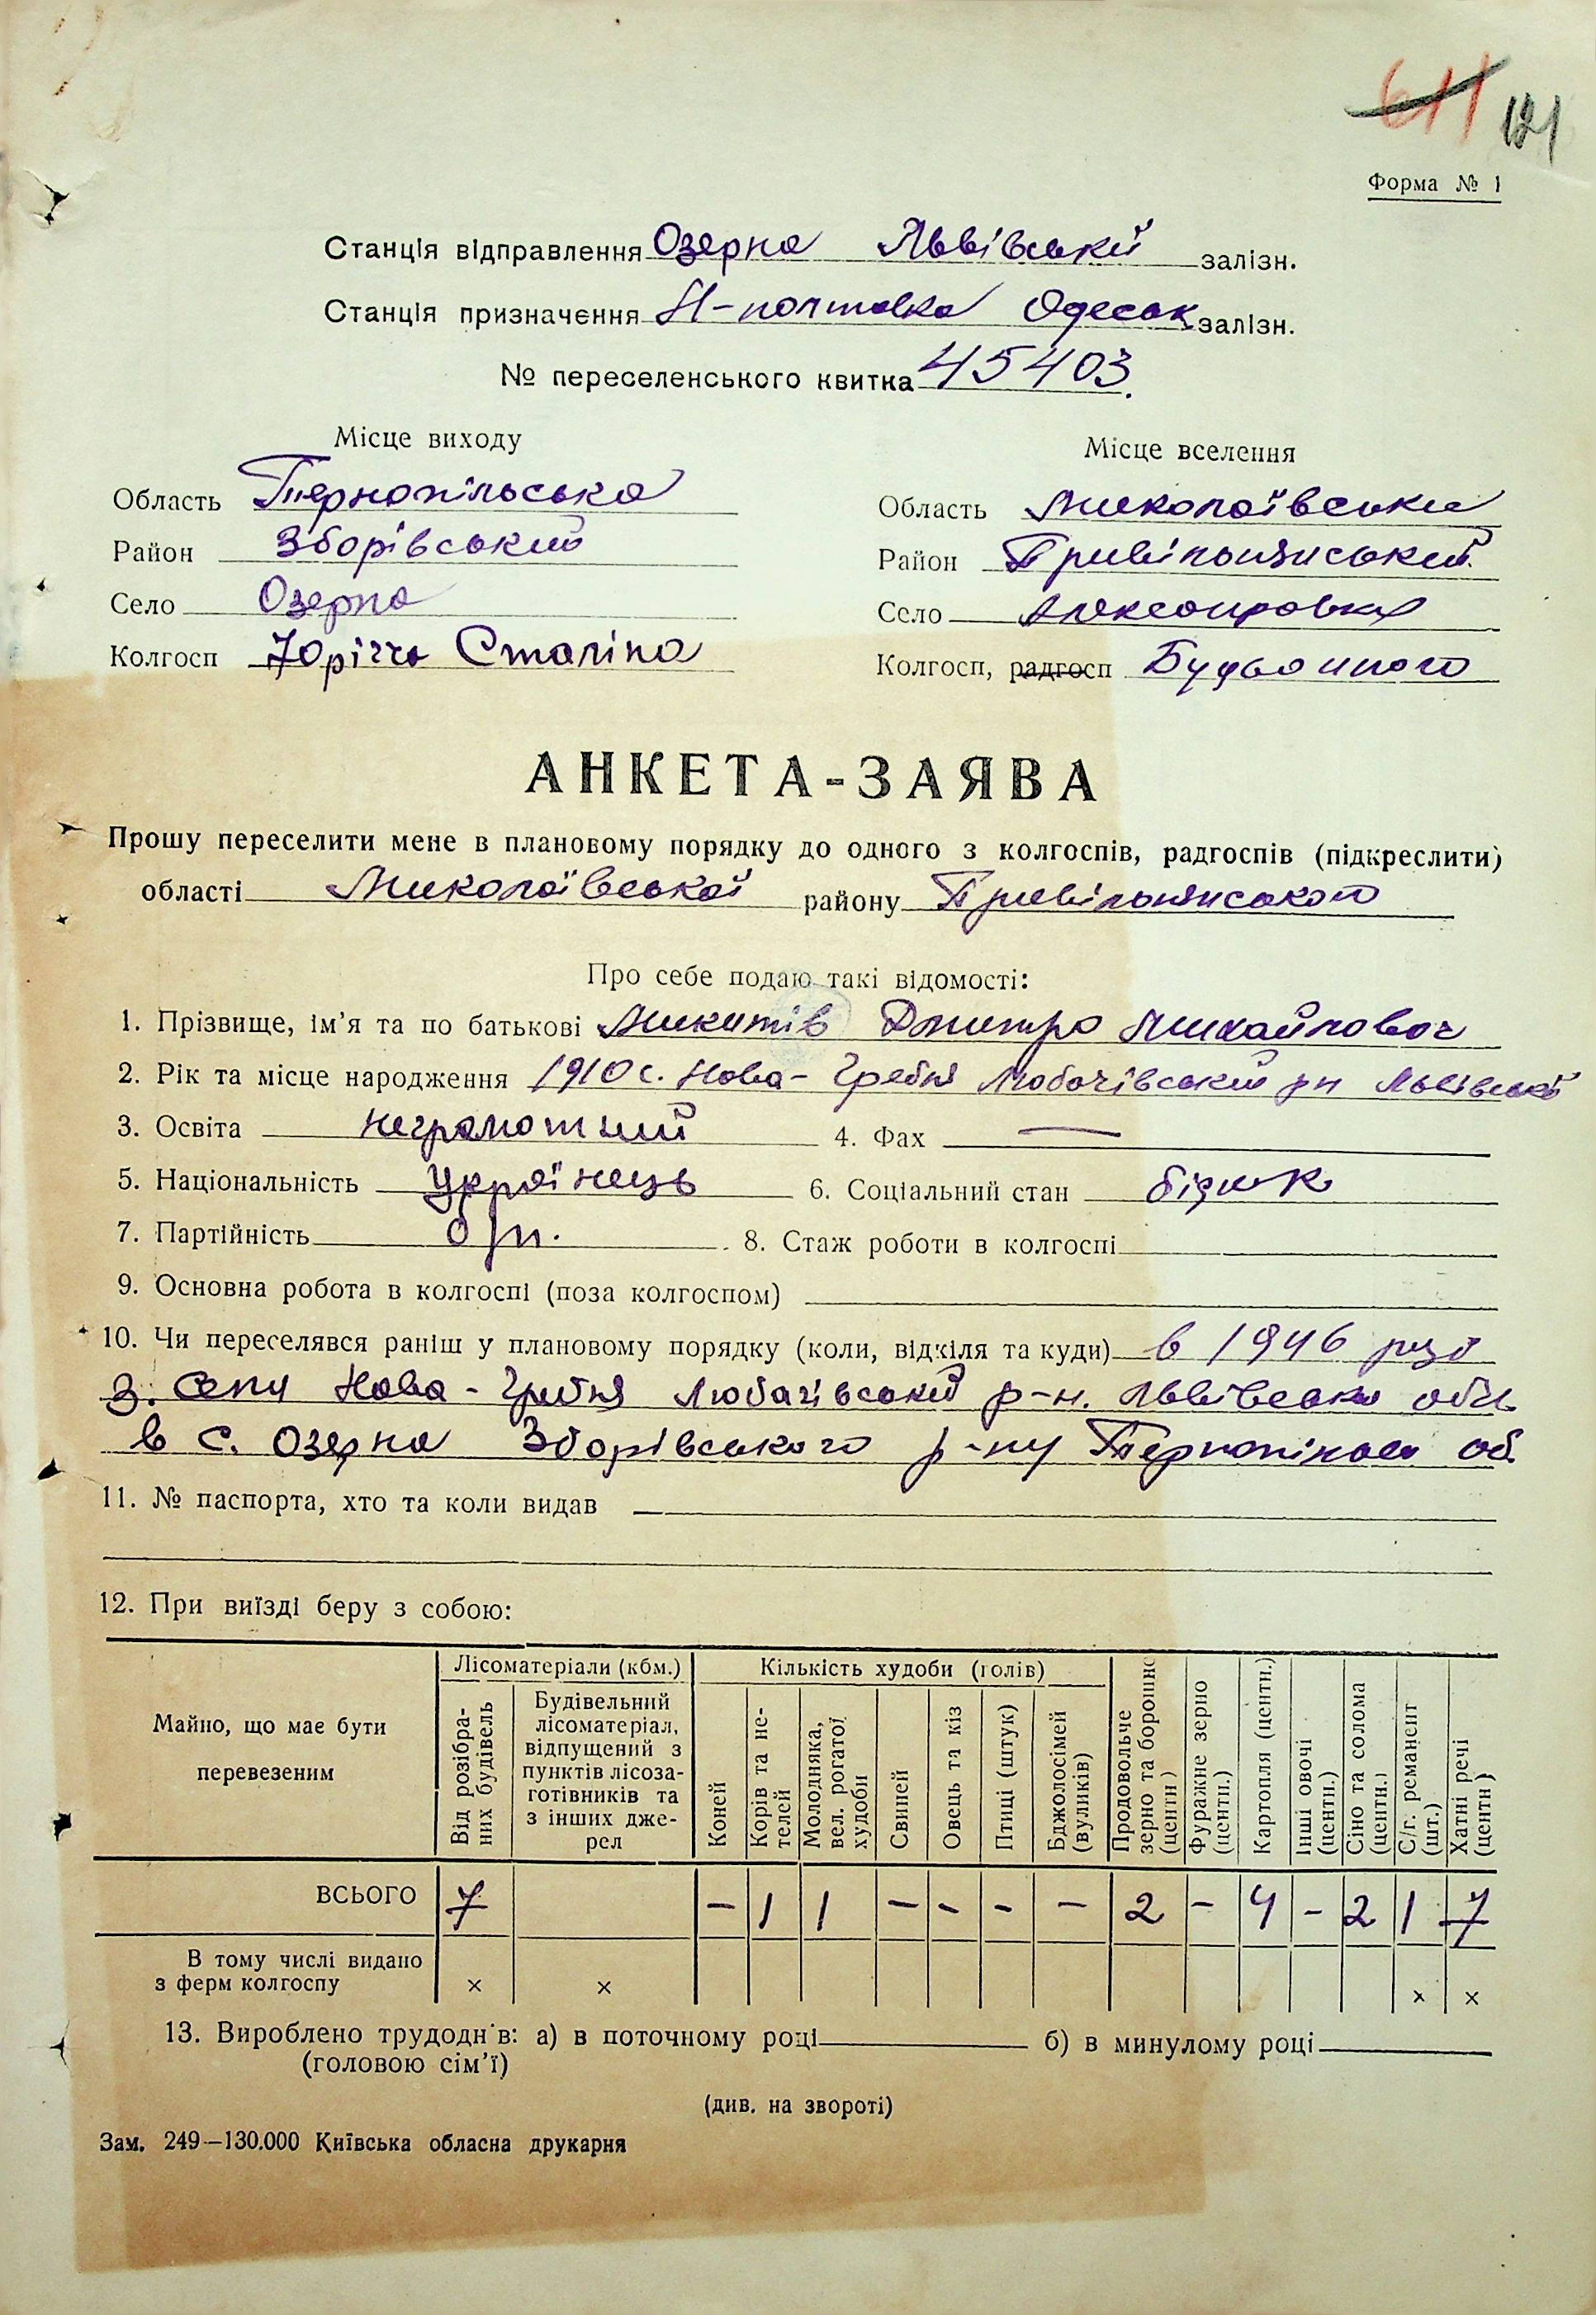 611 121
Форма № 1
Станція відправлення Озерна Львівської залізн.
Станція призначення Н-полтавка Одеськ залізн.
№ переселенського квитка 45403.
Місце виходу
Область Тернопільська
Район Зборівський
Село Озерна
Колгосп 70річчя Сталіна
Місце вселення
Область Миколаївська
Район Привільнянський
Село Александровка
Колгосп, радгосп Будьонного
АНКЕТА-ЗАЯВА
Прошу переселити мене в плановому порядку до одного з колгоспів, радгоспів (підкреслити)
області Миколаївської району Привільнянського
Про себе подаю такі відомості:
1. Прізвище, ім’я та по батькові Микитів Дмитро Михайлович
2. Рік та місце народження 1910 с. Нова-Гребля Любачівський рн Львівської
3. Освіта неграмотний 4. Фах —
5. Національність Українець 6. Соціальний стан бідняк
7. Партійність б/п. 8. Стаж роботи в колгоспі
9. Основна робота в колгоспі (поза колгоспом)
10. Чи переселявся раніш у плановому порядку (коли, відкіля та куди) в 1946 році
з. Села Нова-Гребля Любачівський р-н. Львівська обл.
в с. Озерна Зборівського р-ну Тернопільсь об.
11. № паспорта, хто та коли видав
12. При виїзді беру з собою:
Майно, що має бути перевезеним
Лісоматеріали (кбм.)
Від розібраних будівель
Будівельний лісоматеріал, відпущений з пунктів лісозаготівників та з інших джерел
Кількість худоби (голів)
Коней
Корів та нетелей
Молодняка, вел. рогатої худоби
Свиней
Овець та кіз
Птиці (штук)
Бджолосімей (вуликів)
Продовольче зерно та борошно (центн.)
Фуражне зерно (центн.)
Картопля (центн.)
Інші овочі (центн.)
Сіно та солома (центн.)
С/г. реманент (шт.)
Хатні речі (центн.)
ВСЬОГО 7 – 1 1 – – – – 2 – 4 – 2 1 7
В тому числі видано з ферм колгоспу × × × ×
13. Вироблено трудоднів: а) в поточному році б) в минулому році
(головою сім’ї)
(див. на звороті)
Зам. 249—130.000 Київська обласна друкарня